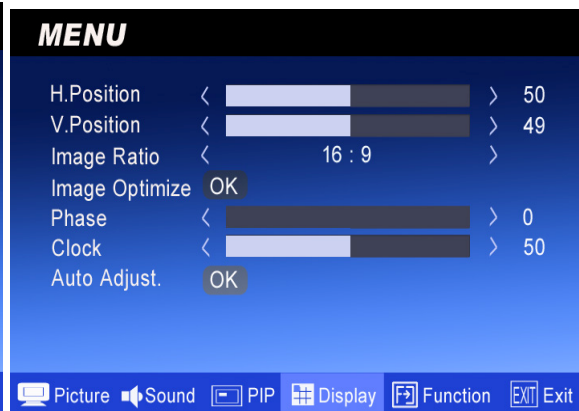 MENU
H.Position 50
V.Position 49
Image Ratio 16 : 9
Image Optimize OK
Phase 0
Clock 50
Auto Adjust. OK
Picture Sound PIP Display Function EXIT Exit